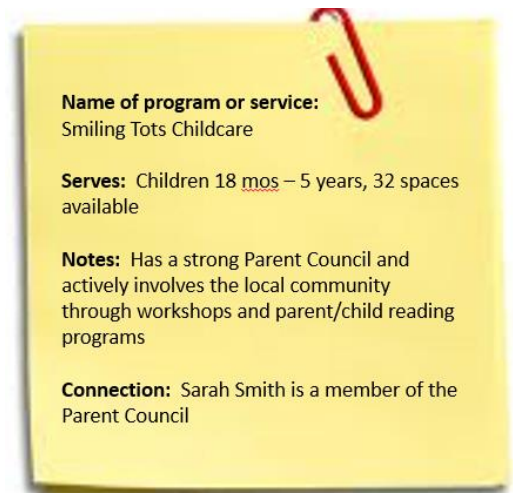 Name of program or service:
Smiling Tots Childcare
Serves: Children 18 mos – 5 years, 32 spaces
available
Notes: Has a strong Parent Council and
actively involves the local community
through workshops and parent/child reading
programs
Connection: Sarah Smith is a member of the
Parent Council